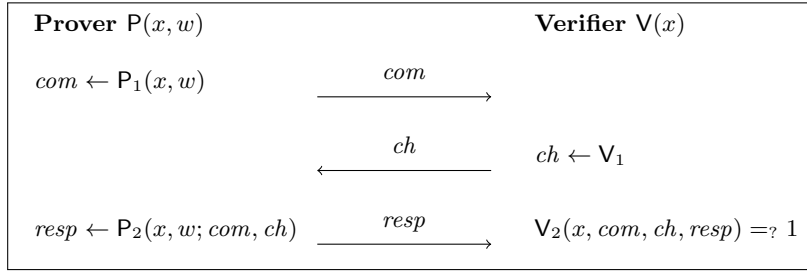 Prover P(x, w) Verifier V(x)
com ← P₁(x, w) com
ch ch ← V₁
resp ← P₂(x, w; com, ch) resp V₂(x, com, ch, resp) =? 1